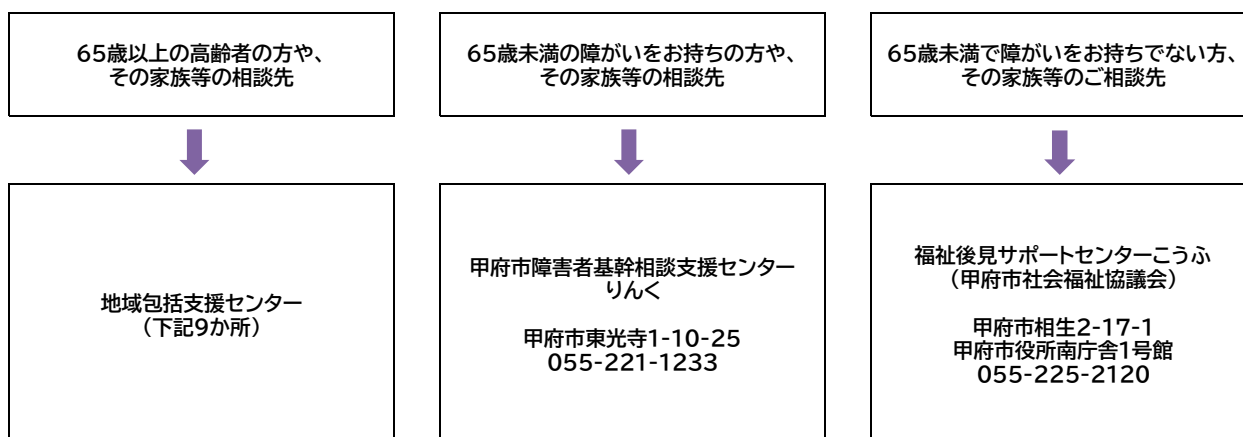 65歳以上の高齢者の方や、
その家族等の相談先
65歳未満の障がいをお持ちの方や、
その家族等の相談先
65歳未満で障がいをお持ちでない方、
その家族等のご相談先
地域包括支援センター
（下記9か所）
甲府市障害者基幹相談支援センター
りんく
甲府市東光寺1-10-25
055-221-1233
福祉後見サポートセンターこうふ
（甲府市社会福祉協議会）
甲府市相生2-17-1
甲府市役所南庁舎1号館
055-225-2120